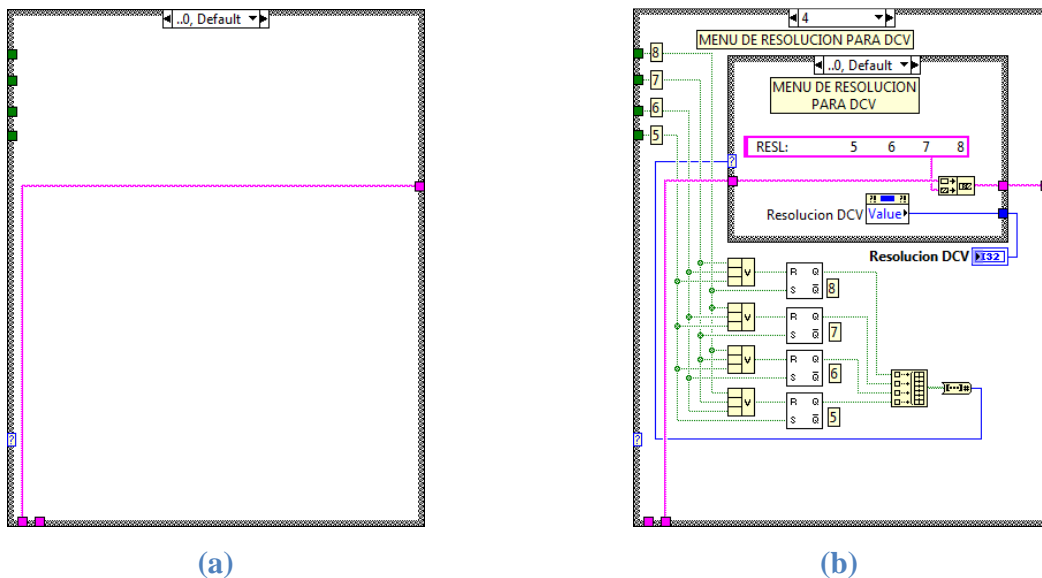 ..0, Default
?
(a)
4
MENU DE RESOLUCION PARA DCV
8
7
6
5
..0, Default
MENU DE RESOLUCION
PARA DCV
RESL: 5 6 7 8
?
?! ?!
Resolucion DCV Value
Resolucion DCV I32
V R Q
S Q̅ 8
V R Q
S Q̅ 7
V R Q
S Q̅ 6
V R Q
S Q̅ 5
[···]#
?
(b)